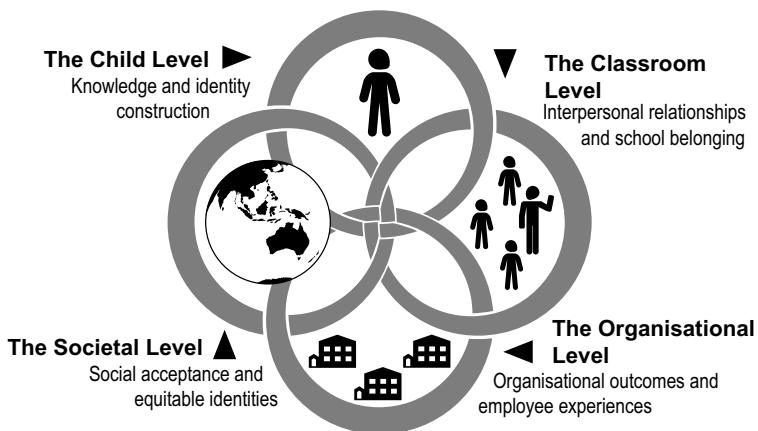 The Child Level
Knowledge and identity
construction
The Classroom
Level
Interpersonal relationships
and school belonging
The Societal Level
Social acceptance and
equitable identities
The Organisational
Level
Organisational outcomes and
employee experiences